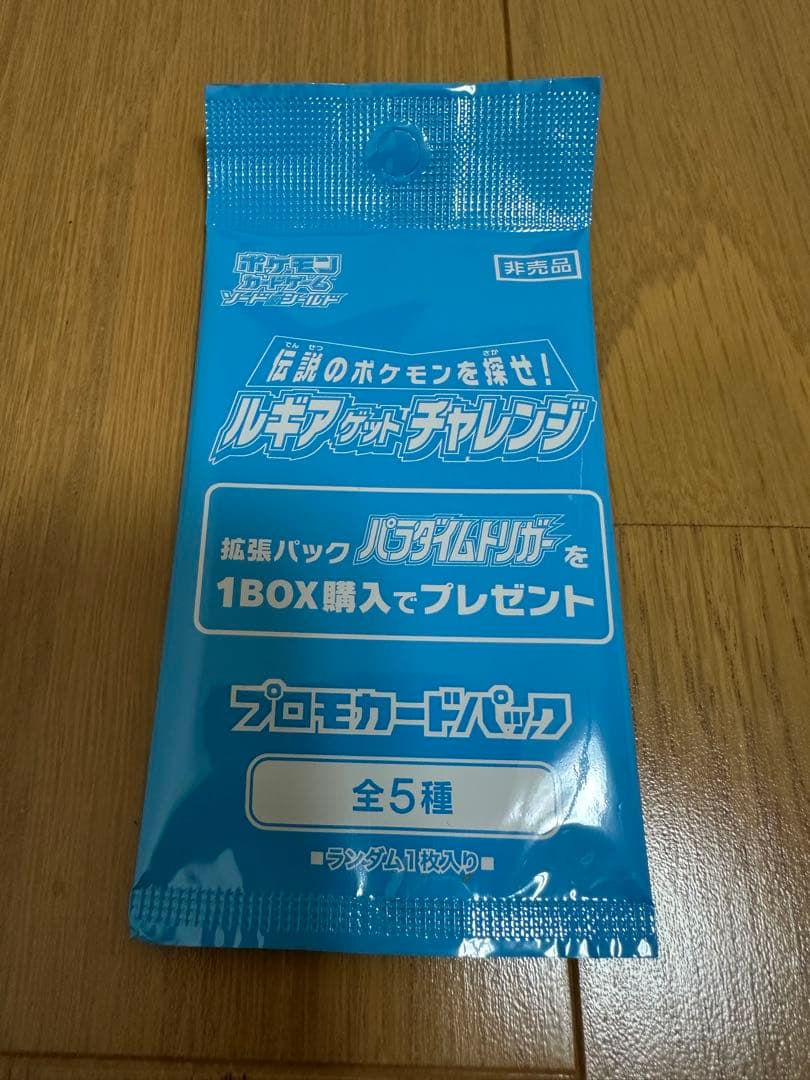 ポケモン
カードゲーム
ソード&シールド
非売品
でんせつ さが
伝説のポケモンを探せ!
ルギアゲットチャレンジ
拡張パック パラダイムトリガーを
1BOX購入でプレゼント
プロモカードパック
全5種
■ランダム1枚入り■